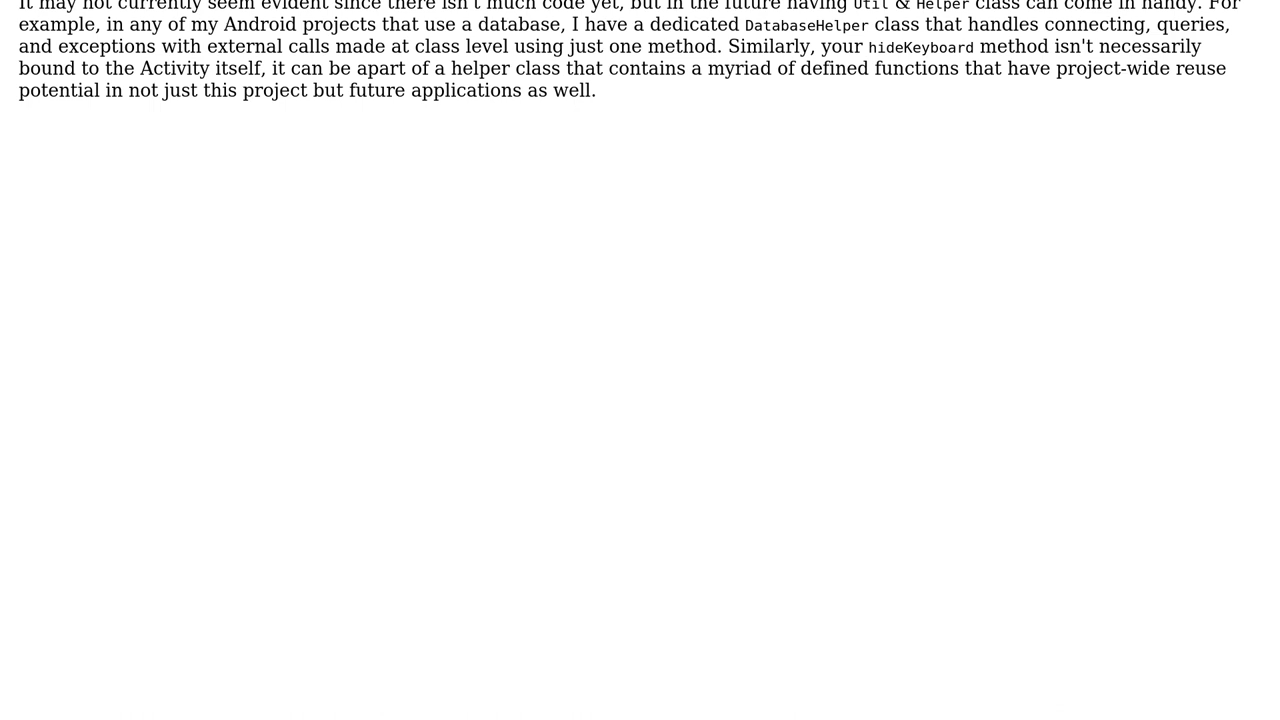 It may not currently seem evident since there isn't much code yet, but in the future having Util & Helper class can come in handy. For
example, in any of my Android projects that use a database, I have a dedicated DatabaseHelper class that handles connecting, queries,
and exceptions with external calls made at class level using just one method. Similarly, your hideKeyboard method isn't necessarily
bound to the Activity itself, it can be apart of a helper class that contains a myriad of defined functions that have project-wide reuse
potential in not just this project but future applications as well.